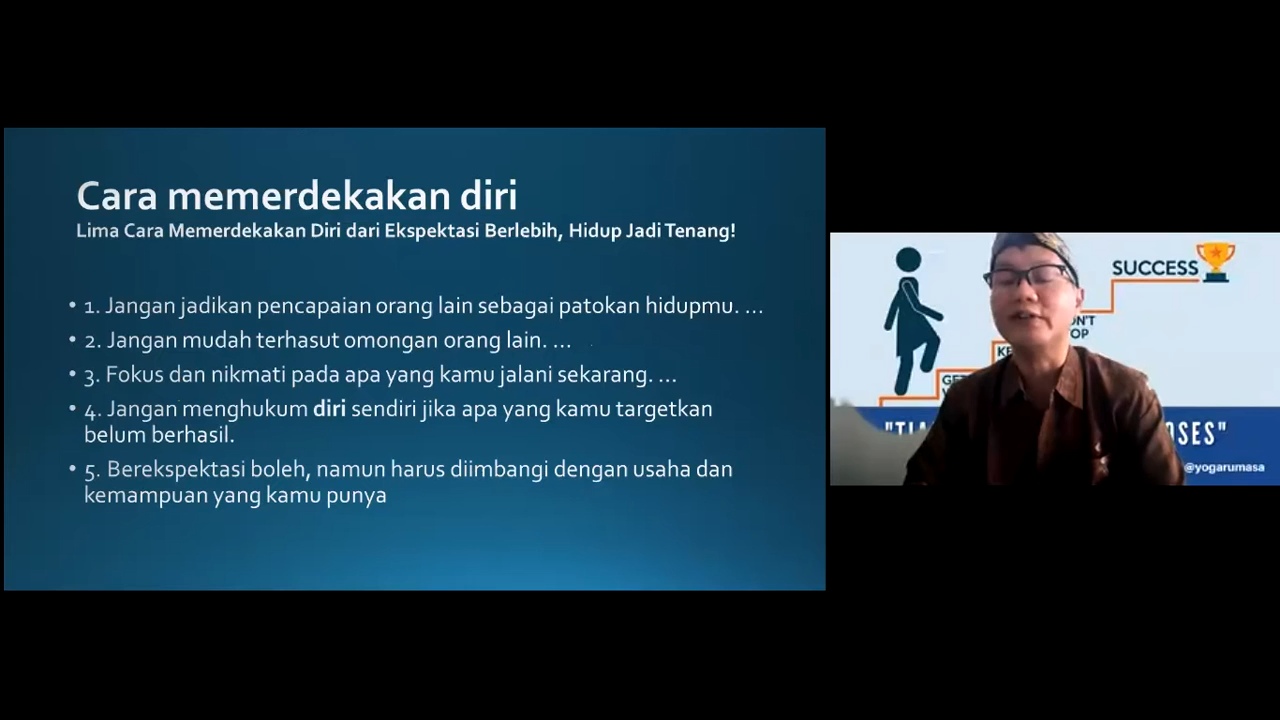 Cara memerdekakan diri
Lima Cara Memerdekakan Diri dari Ekspektasi Berlebih, Hidup Jadi Tenang!
• 1. Jangan jadikan pencapaian orang lain sebagai patokan hidupmu. ...
• 2. Jangan mudah terhasut omongan orang lain. ...
• 3. Fokus dan nikmati pada apa yang kamu jalani sekarang. ...
• 4. Jangan menghukum diri sendiri jika apa yang kamu targetkan
belum berhasil.
• 5. Berekspektasi boleh, namun harus diimbangi dengan usaha dan
kemampuan yang kamu punya
SUCCESS
@yogarumasa